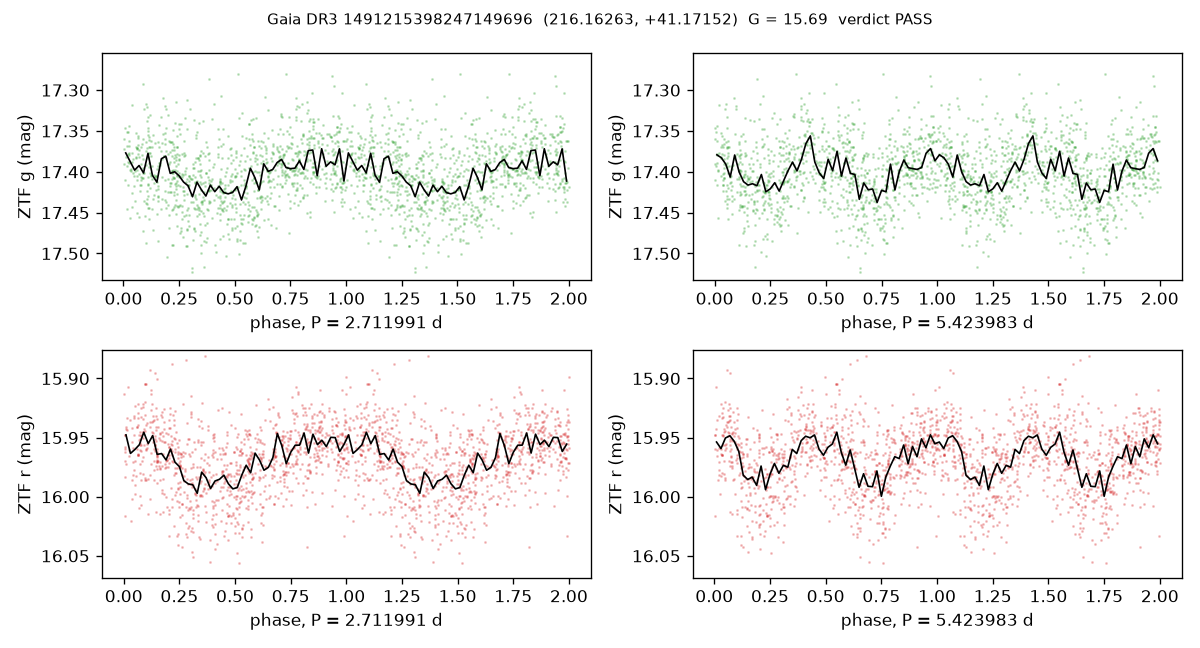 Gaia DR3 1491215398247149696  (216.16263, +41.17152)  G = 15.69  verdict PASS
ZTF g (mag)
17.30
17.35
17.40
17.45
17.50
0.00 0.25 0.50 0.75 1.00 1.25 1.50 1.75 2.00
phase, P = 2.711991 d
ZTF g (mag)
17.30
17.35
17.40
17.45
17.50
0.00 0.25 0.50 0.75 1.00 1.25 1.50 1.75 2.00
phase, P = 5.423983 d
ZTF r (mag)
15.90
15.95
16.00
16.05
0.00 0.25 0.50 0.75 1.00 1.25 1.50 1.75 2.00
phase, P = 2.711991 d
ZTF r (mag)
15.90
15.95
16.00
16.05
0.00 0.25 0.50 0.75 1.00 1.25 1.50 1.75 2.00
phase, P = 5.423983 d